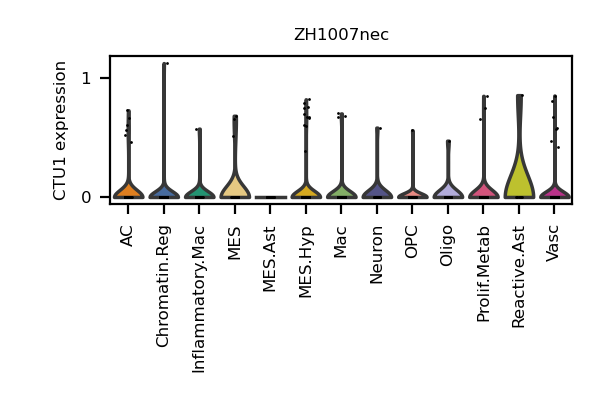 ZH1007nec
CTU1 expression
1
0
AC
Chromatin.Reg
Inflammatory.Mac
MES
MES.Ast
MES.Hyp
Mac
Neuron
OPC
Oligo
Prolif.Metab
Reactive.Ast
Vasc